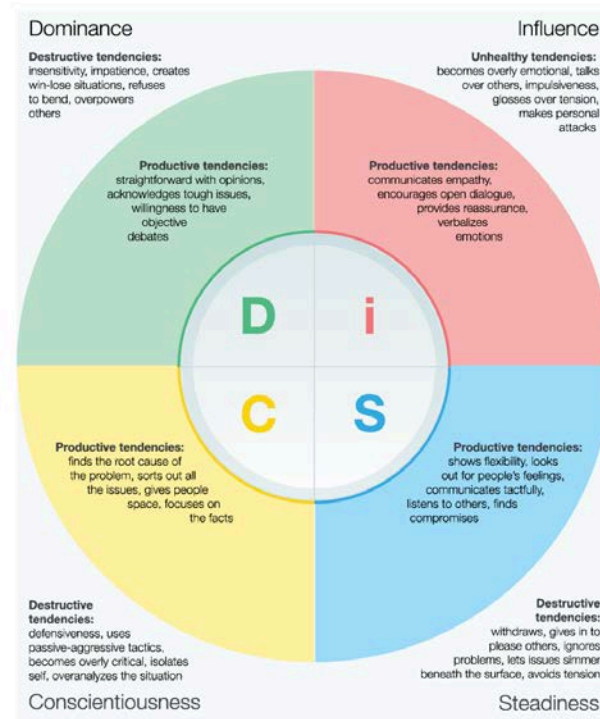 Dominance
Destructive tendencies:
insensitivity, impatience, creates
win-lose situations, refuses
to bend, overpowers
others
Influence
Unhealthy tendencies:
becomes overly emotional, talks
over others, impulsiveness,
glosses over tension,
makes personal
attacks
Productive tendencies:
straightforward with opinions,
acknowledges tough issues,
willingness to have
objective
debates
Productive tendencies:
communicates empathy,
encourages open dialogue,
provides reassurance,
verbalizes
emotions
D
i
C
S
Productive tendencies:
finds the root cause of
the problem, sorts out all
the issues, gives people
space, focuses on
the facts
Productive tendencies:
shows flexibility, looks
out for people's feelings,
communicates tactfully,
listens to others, finds
compromises
Destructive
tendencies:
defensiveness, uses
passive-aggressive tactics,
becomes overly critical, isolates
self, overanalyzes the situation
Conscientiousness
Destructive
tendencies:
withdraws, gives in to
please others, ignores
problems, lets issues simmer
beneath the surface, avoids tension
Steadiness